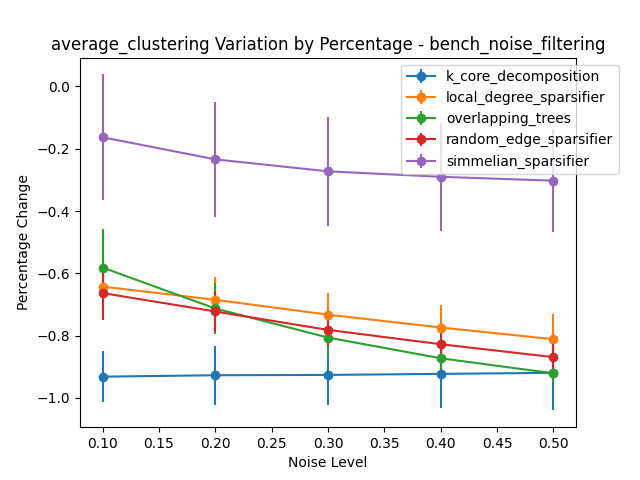 average_clustering Variation by Percentage - bench_noise_filtering
k_core_decomposition
local_degree_sparsifier
overlapping_trees
random_edge_sparsifier
simmelian_sparsifier
Percentage Change
0.0
−0.2
−0.4
−0.6
−0.8
−1.0
0.10 0.15 0.20 0.25 0.30 0.35 0.40 0.45 0.50
Noise Level